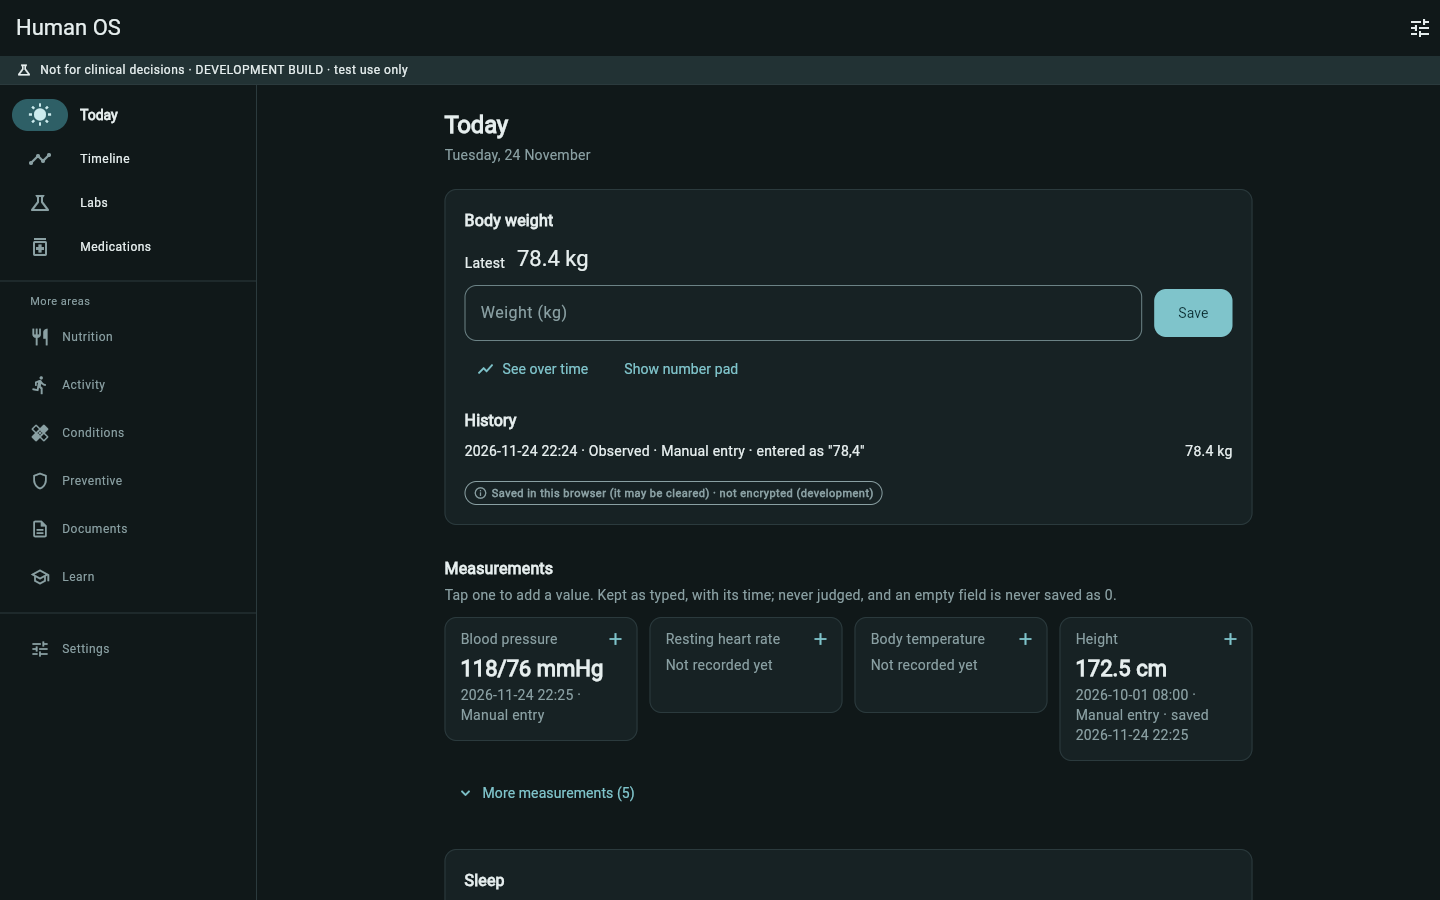 Human OS
Not for clinical decisions · DEVELOPMENT BUILD · test use only
Today
Timeline
Labs
Medications
More areas
Nutrition
Activity
Conditions
Preventive
Documents
Learn
Settings
Today
Tuesday, 24 November
Body weight
Latest 78.4 kg
Weight (kg)
Save
See over time
Show number pad
History
2026-11-24 22:24 · Observed · Manual entry · entered as "78,4" 78.4 kg
Saved in this browser (it may be cleared) · not encrypted (development)
Measurements
Tap one to add a value. Kept as typed, with its time; never judged, and an empty field is never saved as 0.
Blood pressure
118/76 mmHg
2026-11-24 22:25 ·
Manual entry
Resting heart rate
Not recorded yet
Body temperature
Not recorded yet
Height
172.5 cm
2026-10-01 08:00 ·
Manual entry · saved
2026-11-24 22:25
More measurements (5)
Sleep